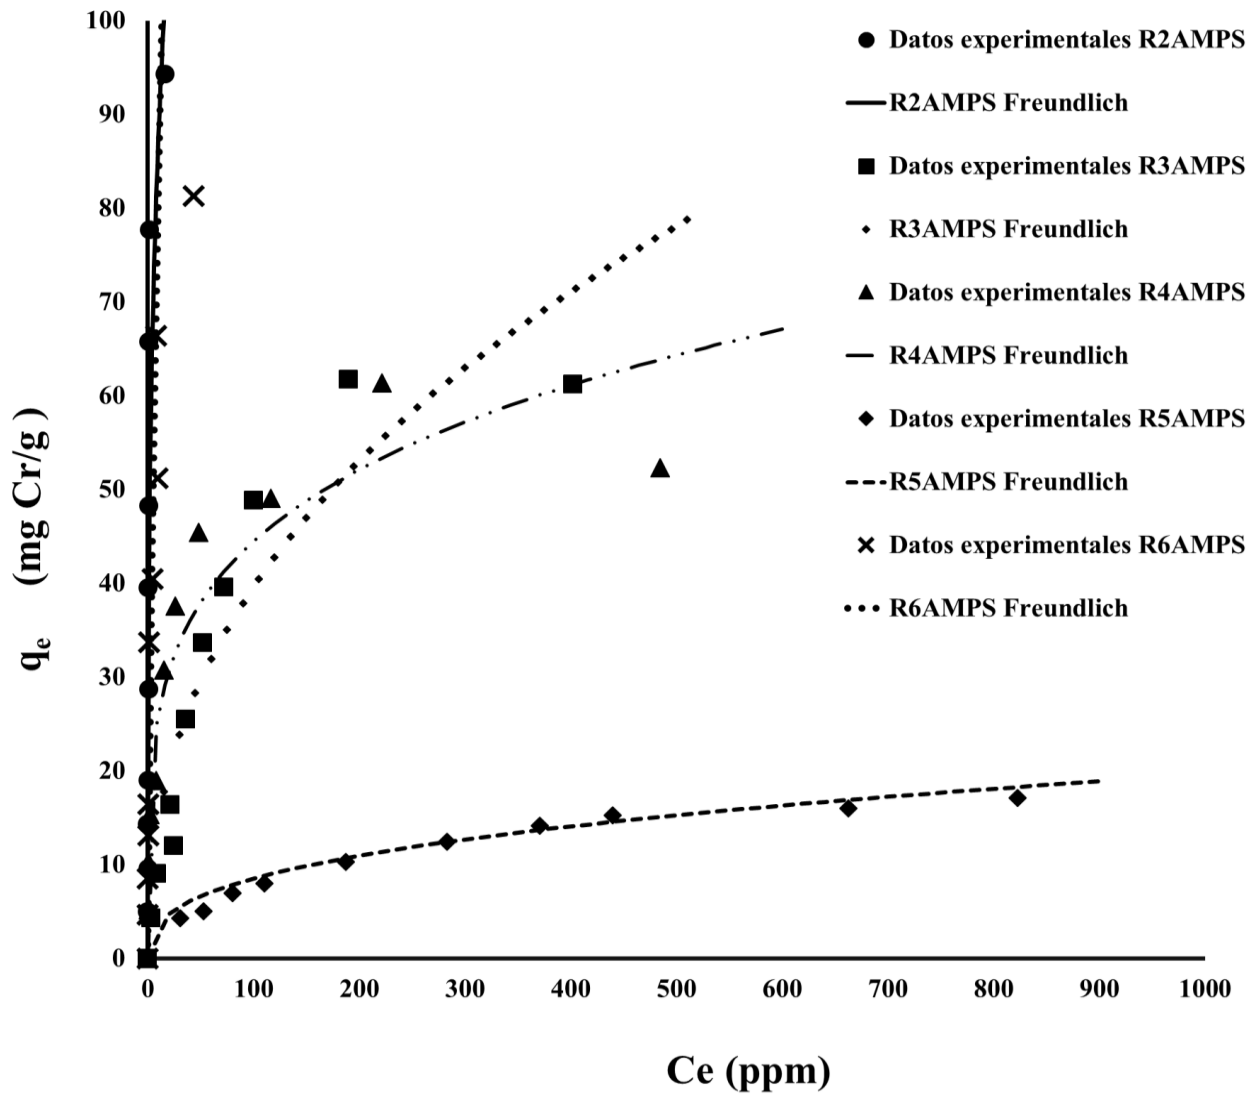 100
90
80
70
60
50
40
30
20
10
0
qe (mg Cr/g )
0 100 200 300 400 500 600 700 800 900 1000
Ce (ppm)
Datos experimentales R2AMPS
R2AMPS Freundlich
Datos experimentales R3AMPS
R3AMPS Freundlich
Datos experimentales R4AMPS
R4AMPS Freundlich
Datos experimentales R5AMPS
R5AMPS Freundlich
Datos experimentales R6AMPS
R6AMPS Freundlich